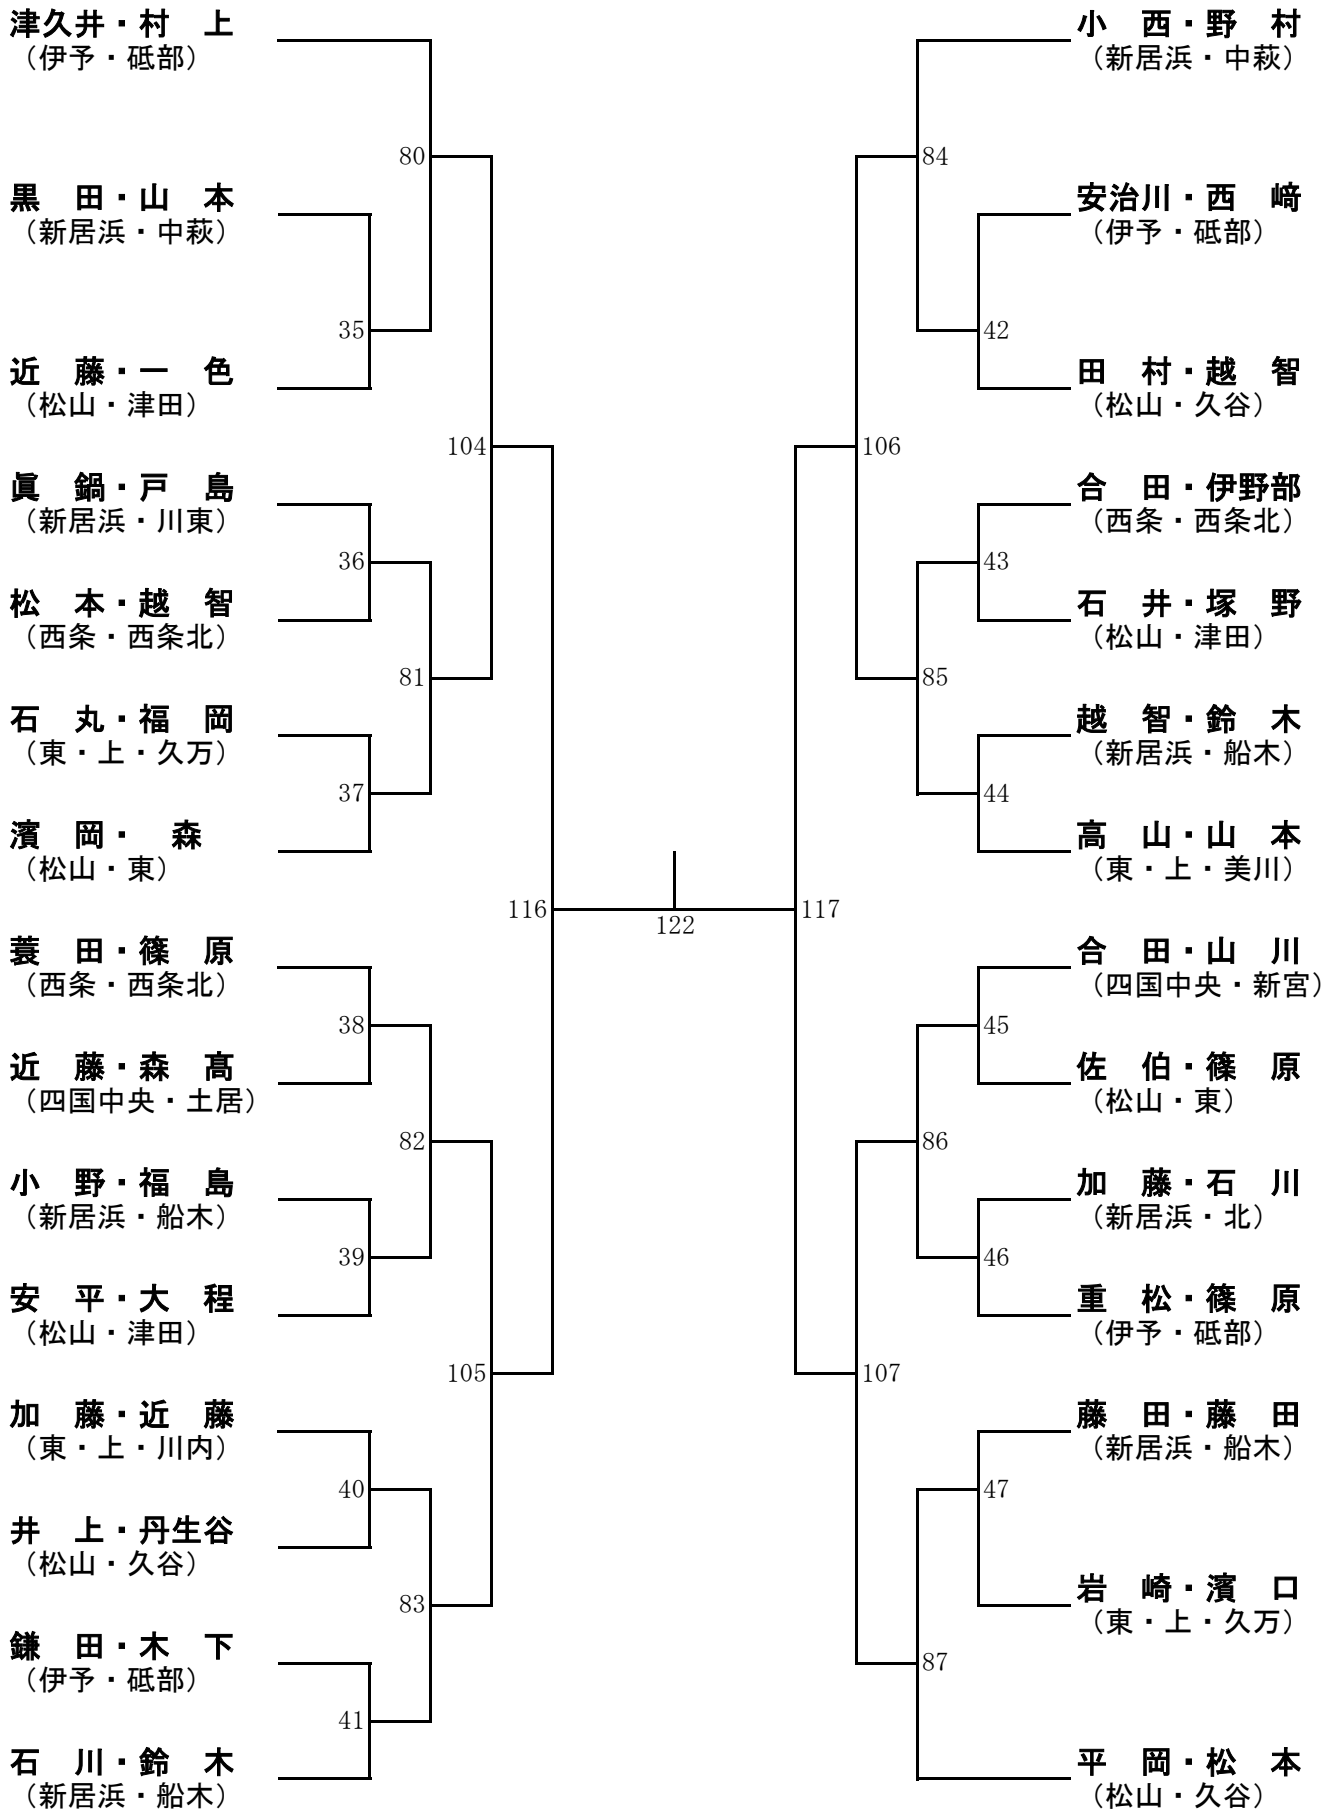 津久井・村　上
（伊予・砥部）
80
黒　田・山　本
（新居浜・中萩）
35
近　藤・一　色
（松山・津田）
104
眞　鍋・戸　島
（新居浜・川東）
36
松　本・越　智
（西条・西条北）
81
石　丸・福　岡
（東・上・久万）
37
濱　岡・　森
（松山・東）
116
蓑　田・篠　原
（西条・西条北）
38
近　藤・森　髙
（四国中央・土居）
82
小　野・福　島
（新居浜・船木）
39
安　平・大　程
（松山・津田）
105
加　藤・近　藤
（東・上・川内）
40
井　上・丹生谷
（松山・久谷）
83
鎌　田・木　下
（伊予・砥部）
41
石　川・鈴　木
（新居浜・船木）
122
小　西・野　村
（新居浜・中萩）
84
安治川・西　﨑
（伊予・砥部）
42
田　村・越　智
（松山・久谷）
106
合　田・伊野部
（西条・西条北）
43
石　井・塚　野
（松山・津田）
85
越　智・鈴　木
（新居浜・船木）
44
高　山・山　本
（東・上・美川）
117
合　田・山　川
（四国中央・新宮）
45
佐　伯・篠　原
（松山・東）
86
加　藤・石　川
（新居浜・北）
46
重　松・篠　原
（伊予・砥部）
107
藤　田・藤　田
（新居浜・船木）
47
岩　崎・濱　口
（東・上・久万）
87
平　岡・松　本
（松山・久谷）